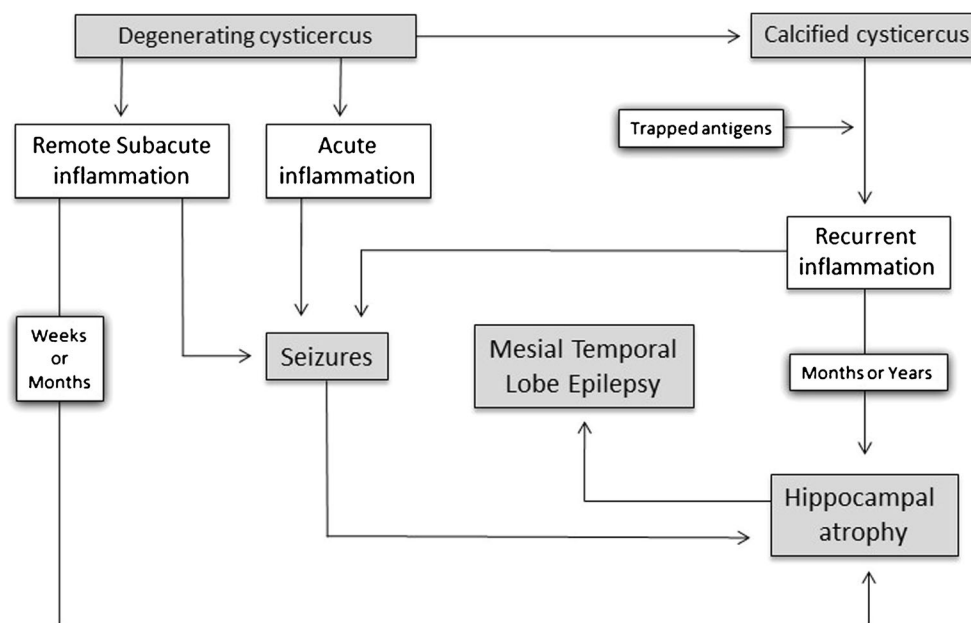 Degenerating cysticercus
Calcified cysticercus
Trapped antigens
Remote Subacute
inflammation
Acute
inflammation
Recurrent
inflammation
Weeks
or
Months
Seizures
Mesial Temporal
Lobe Epilepsy
Months or Years
Hippocampal
atrophy